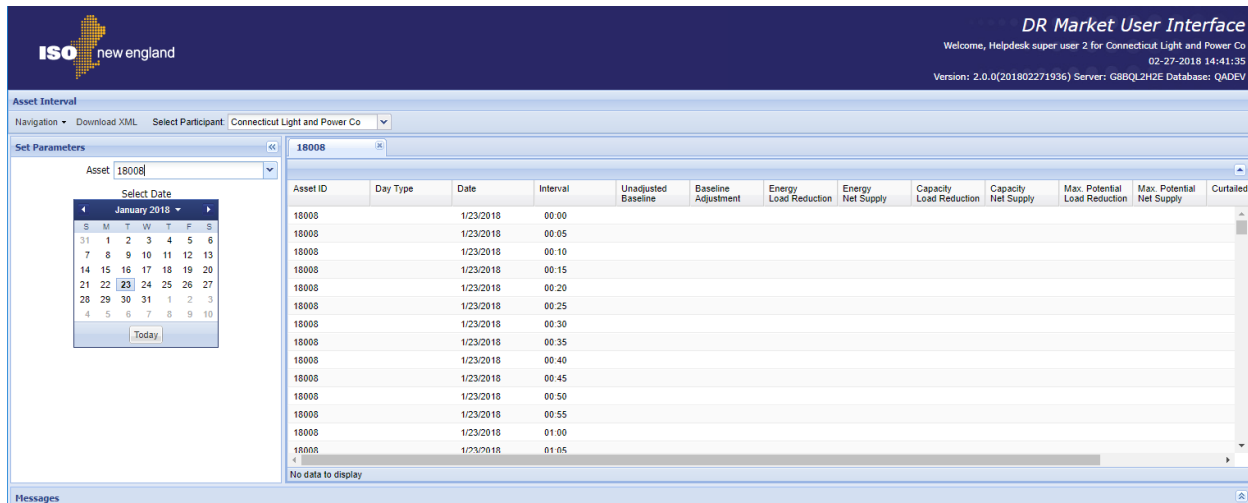 DR Market User Interface
ISO new england
Welcome, Helpdesk super user 2 for Connecticut Light and Power Co
02-27-2018 14:41:35
Version: 2.0.0(201802271936) Server: G8BQL2H2E Database: QADEV
Asset Interval
Navigation Download XML Select Participant: Connecticut Light and Power Co
Set Parameters
Asset 18008
Select Date
January 2018
S M T W T F S
31 1 2 3 4 5 6
7 8 9 10 11 12 13
14 15 16 17 18 19 20
21 22 23 24 25 26 27
28 29 30 31 1 2 3
4 5 6 7 8 9 10
Today
18008
Asset ID Day Type Date Interval Unadjusted Baseline Baseline Adjustment Energy Load Reduction Energy Net Supply Capacity Load Reduction Capacity Net Supply Max. Potential Load Reduction Max. Potential Net Supply Curtailed
18008 1/23/2018 00:00
18008 1/23/2018 00:05
18008 1/23/2018 00:10
18008 1/23/2018 00:15
18008 1/23/2018 00:20
18008 1/23/2018 00:25
18008 1/23/2018 00:30
18008 1/23/2018 00:35
18008 1/23/2018 00:40
18008 1/23/2018 00:45
18008 1/23/2018 00:50
18008 1/23/2018 00:55
18008 1/23/2018 01:00
18008 1/23/2018 01:05
No data to display
Messages